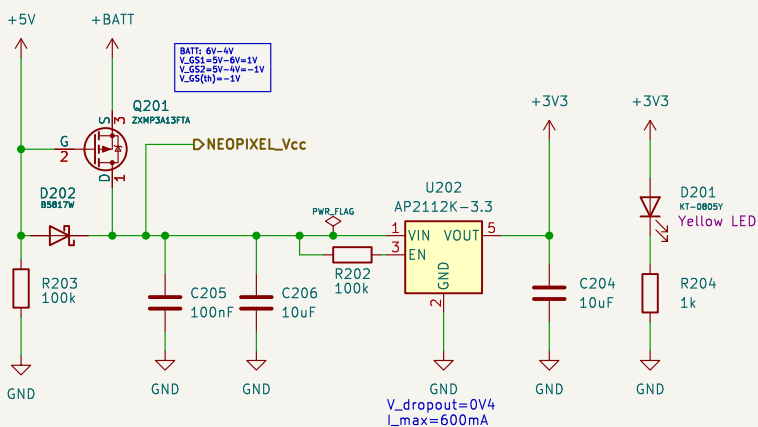 +5V
+BATT
BATT: 6V-4V
V_GS1=5V-6V=1V
V_GS2=5V-4V=-1V
V_GS(th)=-1V
Q201
ZXMP3A13FTA
S
3
G
2
D
1
NEOPIXEL_Vcc
D202
B5817W
PWR_FLAG
R203
100k
GND
C205
100nF
GND
C206
10uF
GND
R202
100k
U202
AP2112K-3.3
1
VIN
VOUT
5
3
EN
GND
2
GND
V_dropout=0V4
I_max=600mA
+3V3
C204
10uF
GND
+3V3
D201
KT-0805Y
Yellow LED
R204
1k
GND